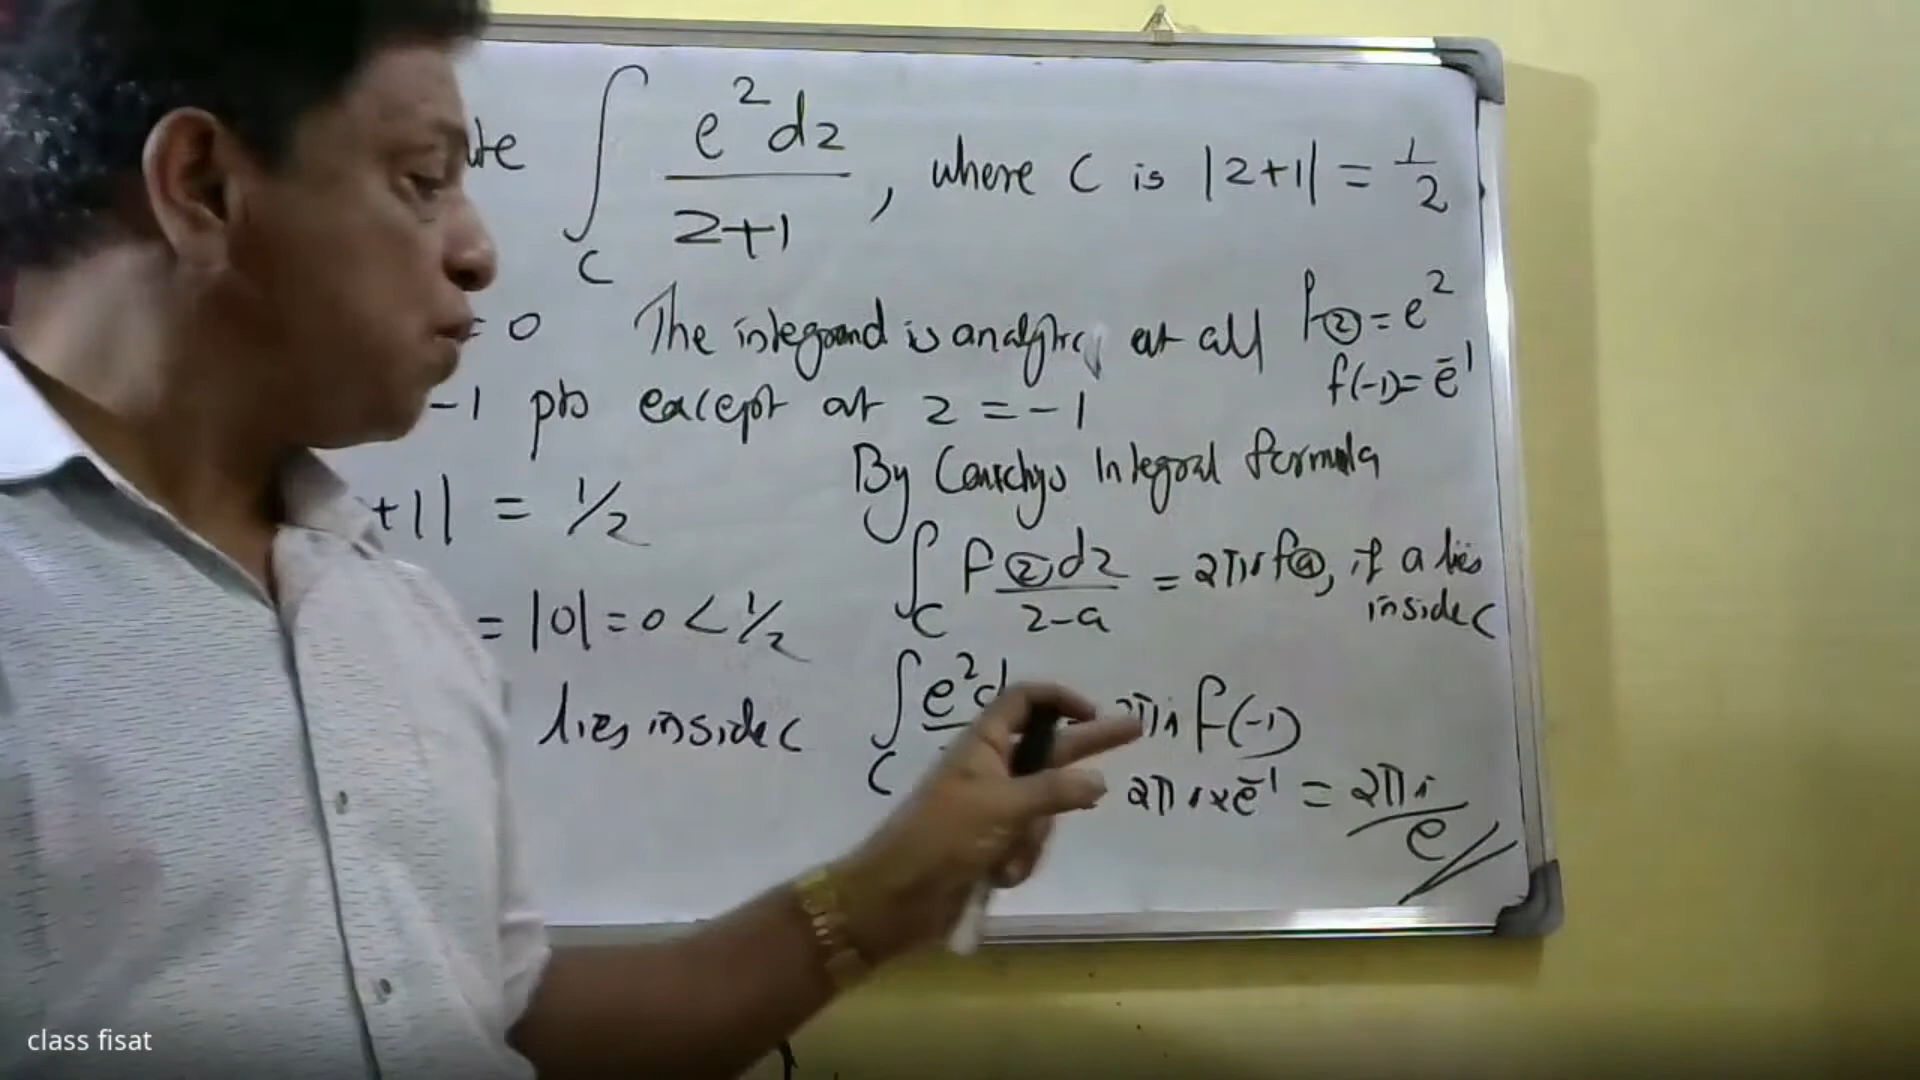 ∫_C e^z dz / z+1 , where C is |z+1| = 1/2
= 0 The integrand is analytic at all
-1 pts except at z = -1
f(z) = e^z
f(-1) = e^-1
+1| = 1/2
= |0| = 0 < 1/2
lies inside C
By Cauchys Integral formula
∫_C f(z) dz / z-a = 2πi f(a), if a lies
inside C
∫_C e^z d = 2πi f(-1)
= 2πi x e^-1 = 2πi / e //
class fisat